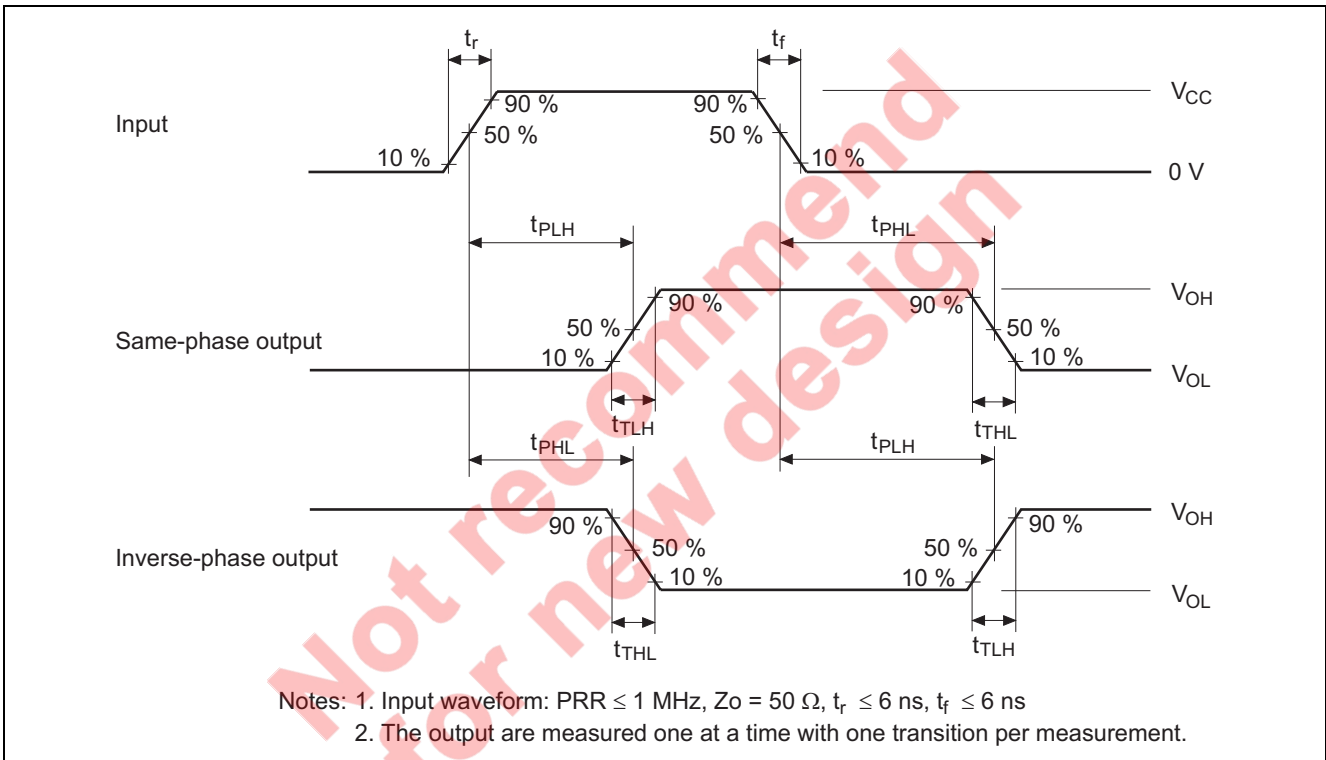 tr
tf
90 %
90 %
VCC
Input
50 %
50 %
10 %
10 %
0 V
tPLH
tPHL
90 %
90 %
VOH
Same-phase output
50 %
50 %
10 %
10 %
VOL
tTLH
tTHL
tPHL
tPLH
90 %
90 %
VOH
Inverse-phase output
50 %
50 %
10 %
10 %
VOL
tTHL
tTLH
Notes: 1. Input waveform: PRR ≤ 1 MHz, Zo = 50 Ω, tr ≤ 6 ns, tf ≤ 6 ns
2. The output are measured one at a time with one transition per measurement.
Not recommend
for new design